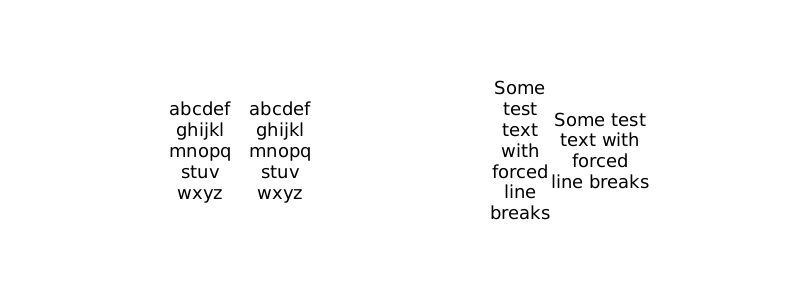 abcdef
ghijkl
mnopq
stuv
wxyz
abcdef
ghijkl
mnopq
stuv
wxyz
Some
test
text
with
forced
line
breaks
Some test
text with
forced
line breaks